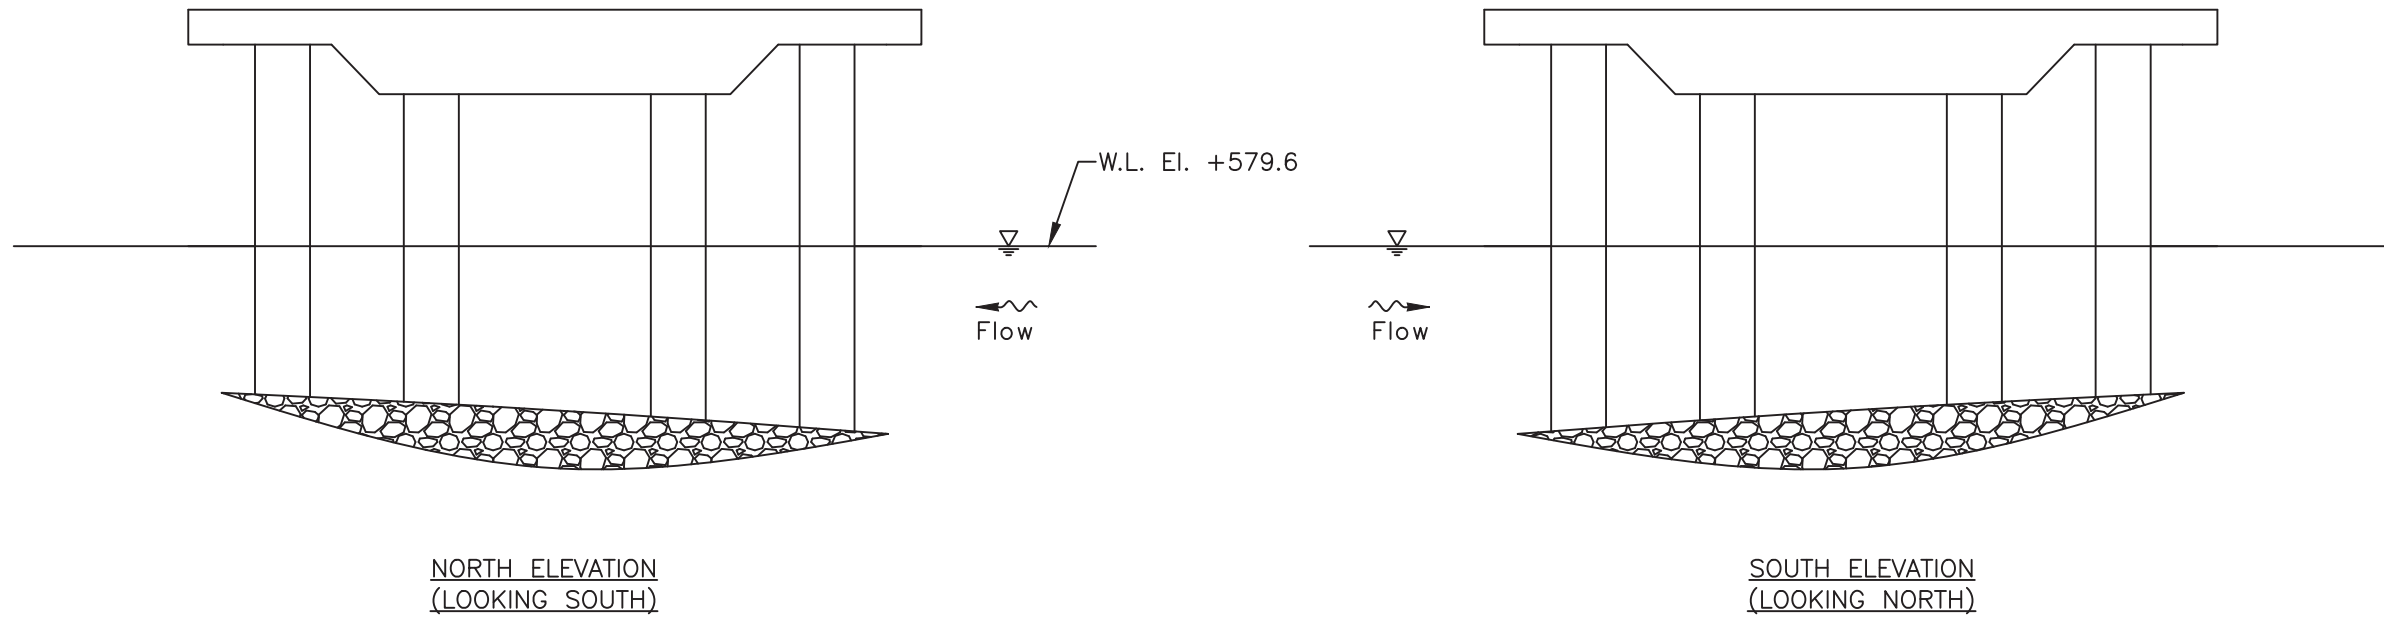 W.L. El. +579.6
Flow
Flow
NORTH ELEVATION
(LOOKING SOUTH)
SOUTH ELEVATION
(LOOKING NORTH)